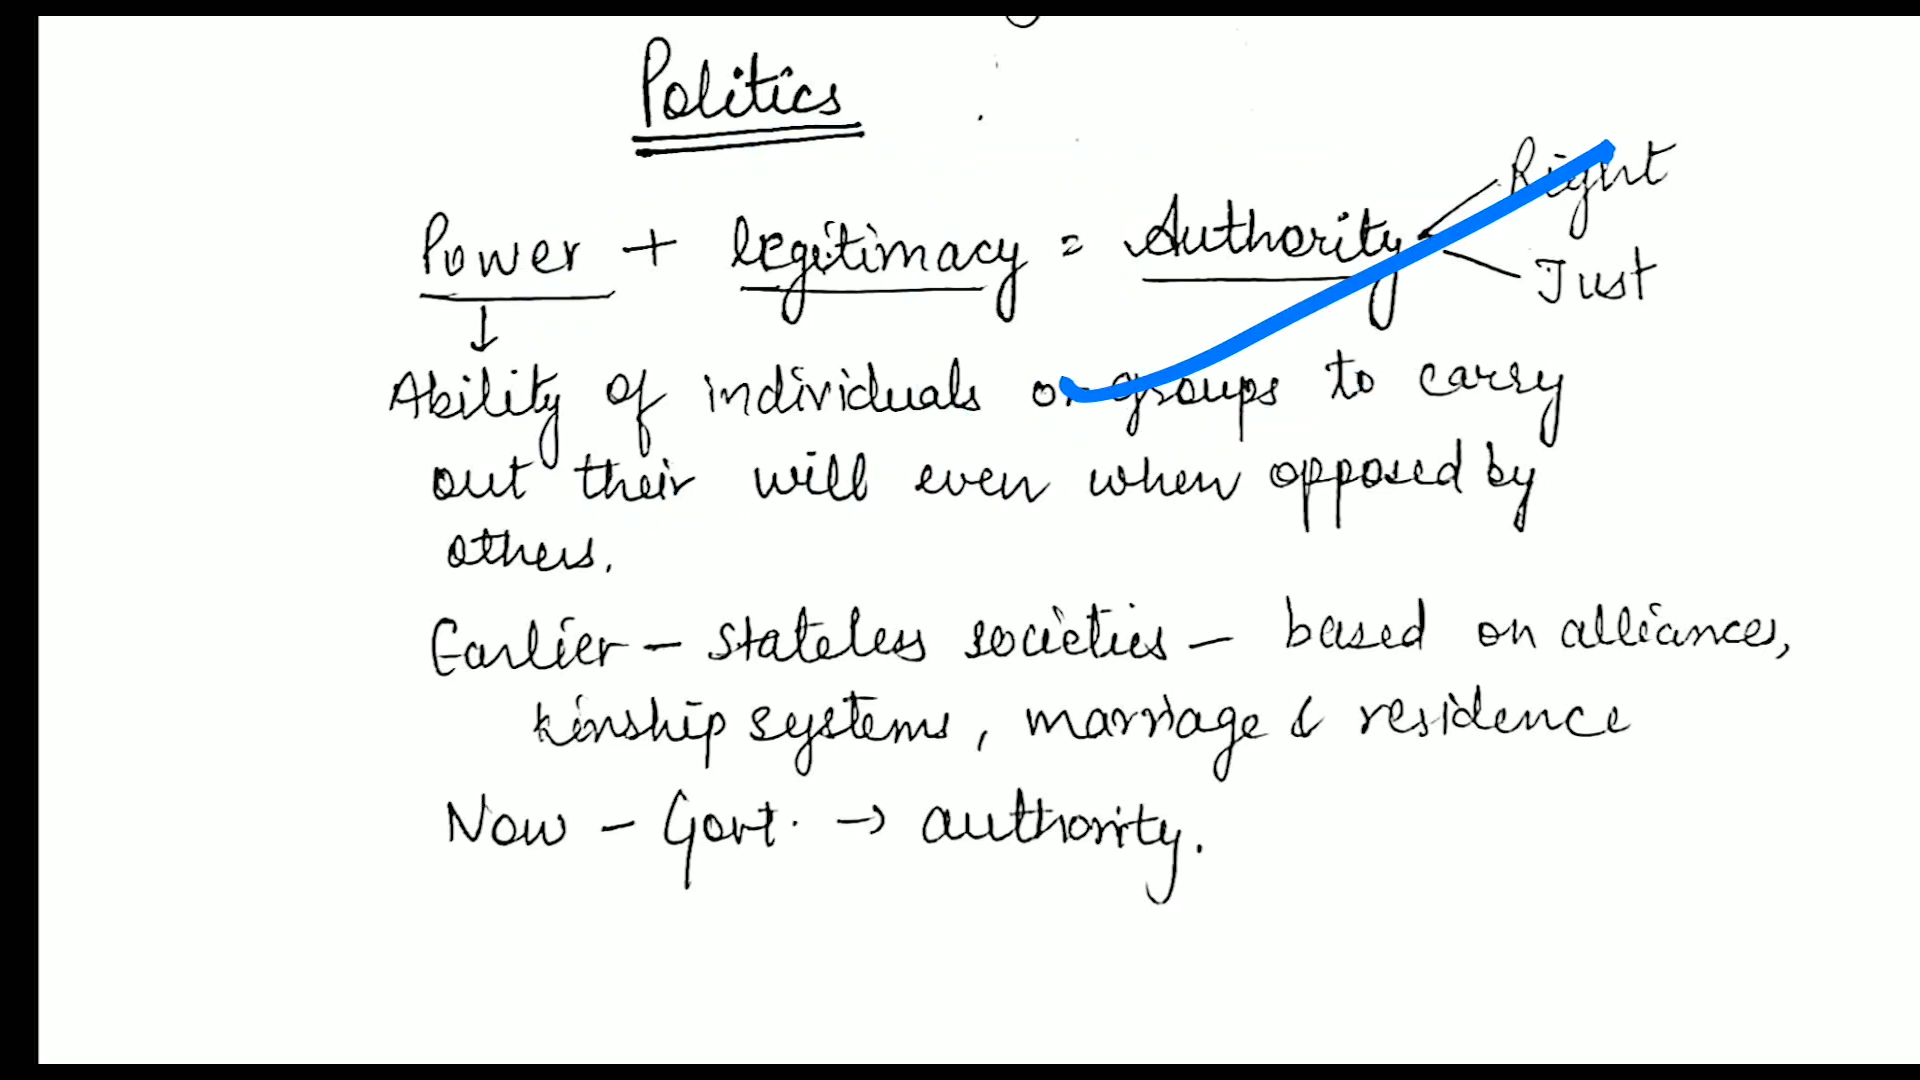 Politics
Power + legitimacy = Authority
Right
Just
Ability of individuals or groups to carry
out their will even when opposed by
others.
Earlier - stateless societies - based on alliances,
kinship systems, marriage & residence
Now - Govt. → authority.